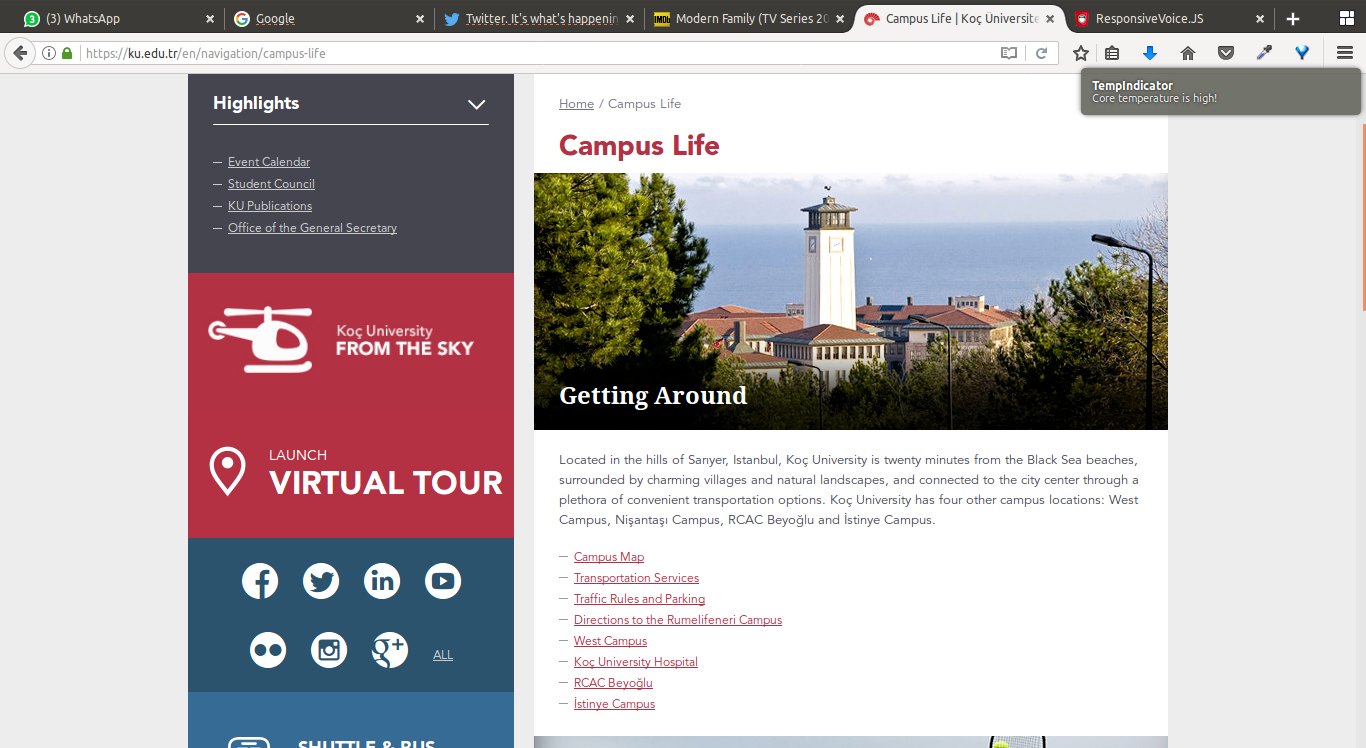 (3) WhatsApp
Google
Twitter. It's what's happenin
Modern Family (TV Series 20
Campus Life | Koç Üniversite
ResponsiveVoice.JS
https://ku.edu.tr/en/navigation/campus-life
TempIndicator
Core temperature is high!
Highlights
Event Calendar
Student Council
KU Publications
Office of the General Secretary
Koç University
FROM THE SKY
LAUNCH
VIRTUAL TOUR
ALL
SHUTTLE & BUS
Home / Campus Life
Campus Life
Getting Around
Located in the hills of Sarıyer, Istanbul, Koç University is twenty minutes from the Black Sea beaches,
surrounded by charming villages and natural landscapes, and connected to the city center through a
plethora of convenient transportation options. Koç University has four other campus locations: West
Campus, Nişantaşı Campus, RCAC Beyoğlu and İstinye Campus.
Campus Map
Transportation Services
Traffic Rules and Parking
Directions to the Rumelifeneri Campus
West Campus
Koç University Hospital
RCAC Beyoğlu
İstinye Campus